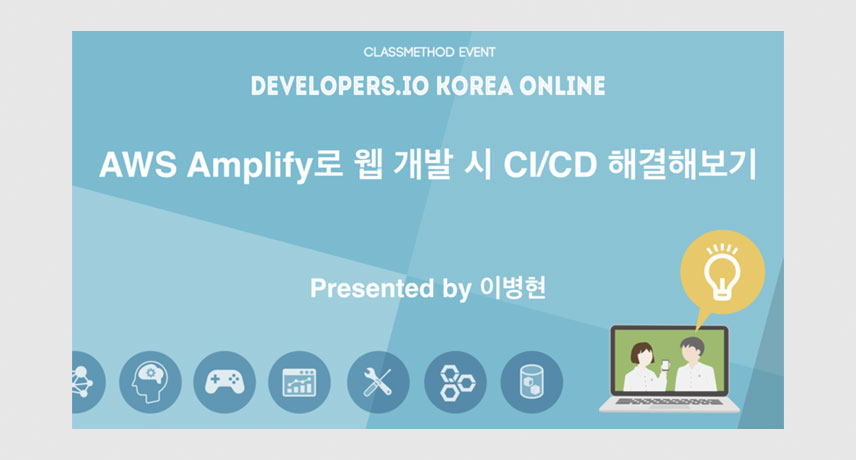 CLASSMETHOD EVENT
DEVELOPERS.IO KOREA ONLINE
AWS Amplify로 웹 개발 시 CI/CD 해결해보기
Presented by 이병현